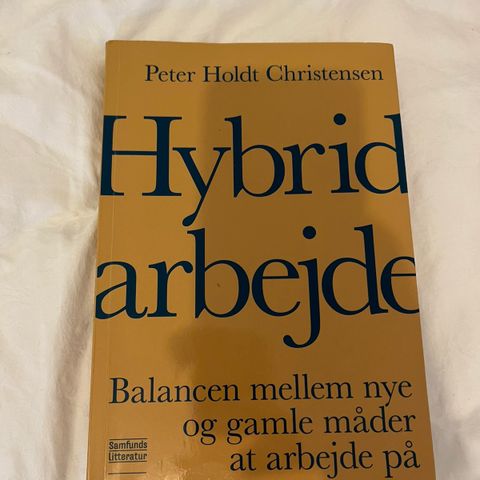 Peter Holdt Christensen
Hybrid
arbejde
Balancen mellem nye
og gamle måder
at arbejde på
Samfunds
litteratur